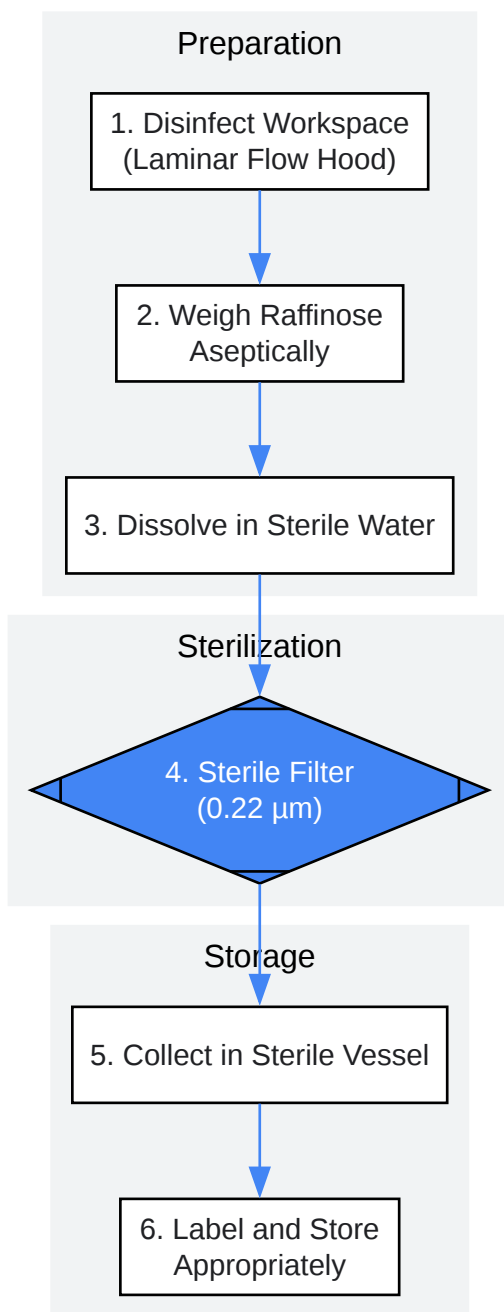 Preparation
1. Disinfect Workspace
(Laminar Flow Hood)
2. Weigh Raffinose
Aseptically
3. Dissolve in Sterile Water
Sterilization
4. Sterile Filter
(0.22 µm)
Storage
5. Collect in Sterile Vessel
6. Label and Store
Appropriately